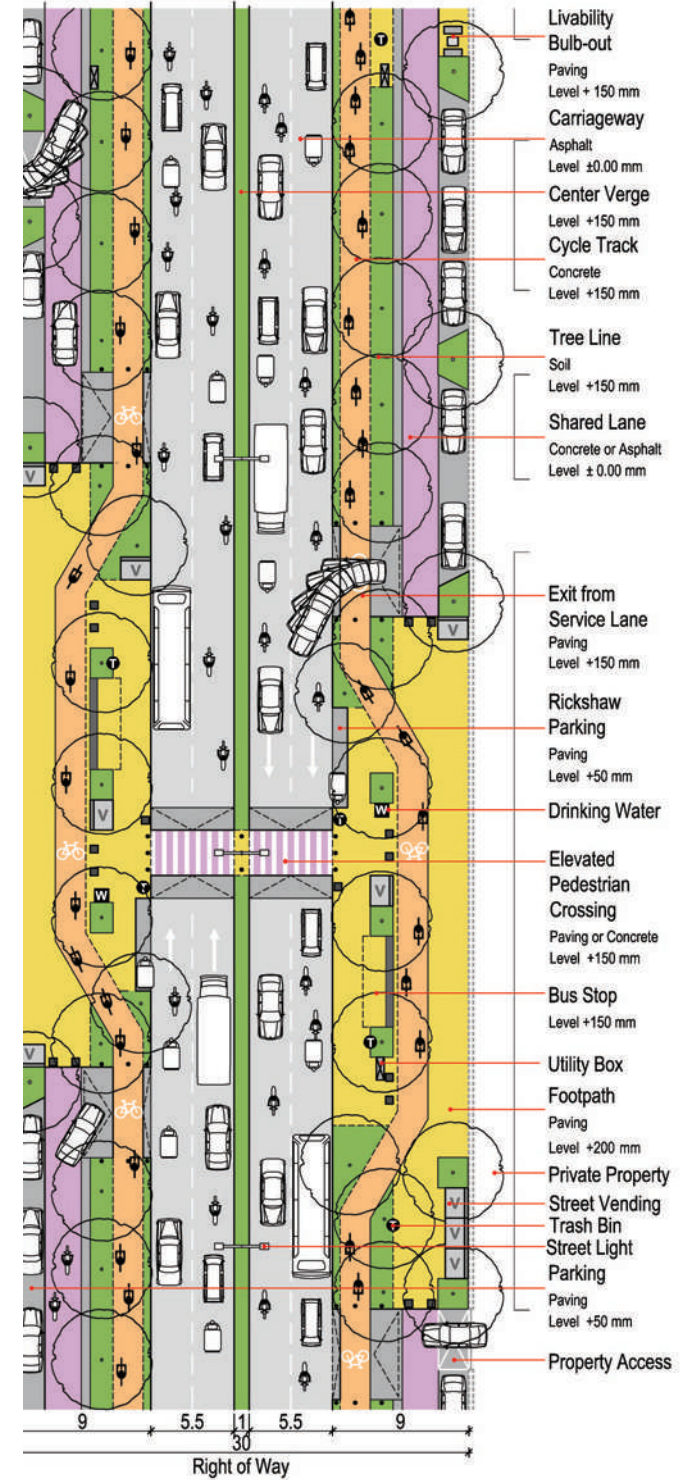 Livability
Bulb-out
Paving
Level + 150 mm
Carriageway
Asphalt
Level ±0.00 mm
Center Verge
Level +150 mm
Cycle Track
Concrete
Level +150 mm
Tree Line
Soil
Level +150 mm
Shared Lane
Concrete or Asphalt
Level ± 0.00 mm
Exit from
Service Lane
Paving
Level +150 mm
Rickshaw
Parking
Paving
Level +50 mm
Drinking Water
Elevated
Pedestrian
Crossing
Paving or Concrete
Level +150 mm
Bus Stop
Level +150 mm
Utility Box
Footpath
Paving
Level +200 mm
Private Property
Street Vending
Trash Bin
Street Light
Parking
Paving
Level +50 mm
Property Access
T
V
V
T
V
W
T
V
W
T
T
V
V
V
T
V
9 5.5 1 5.5 9
30
Right of Way